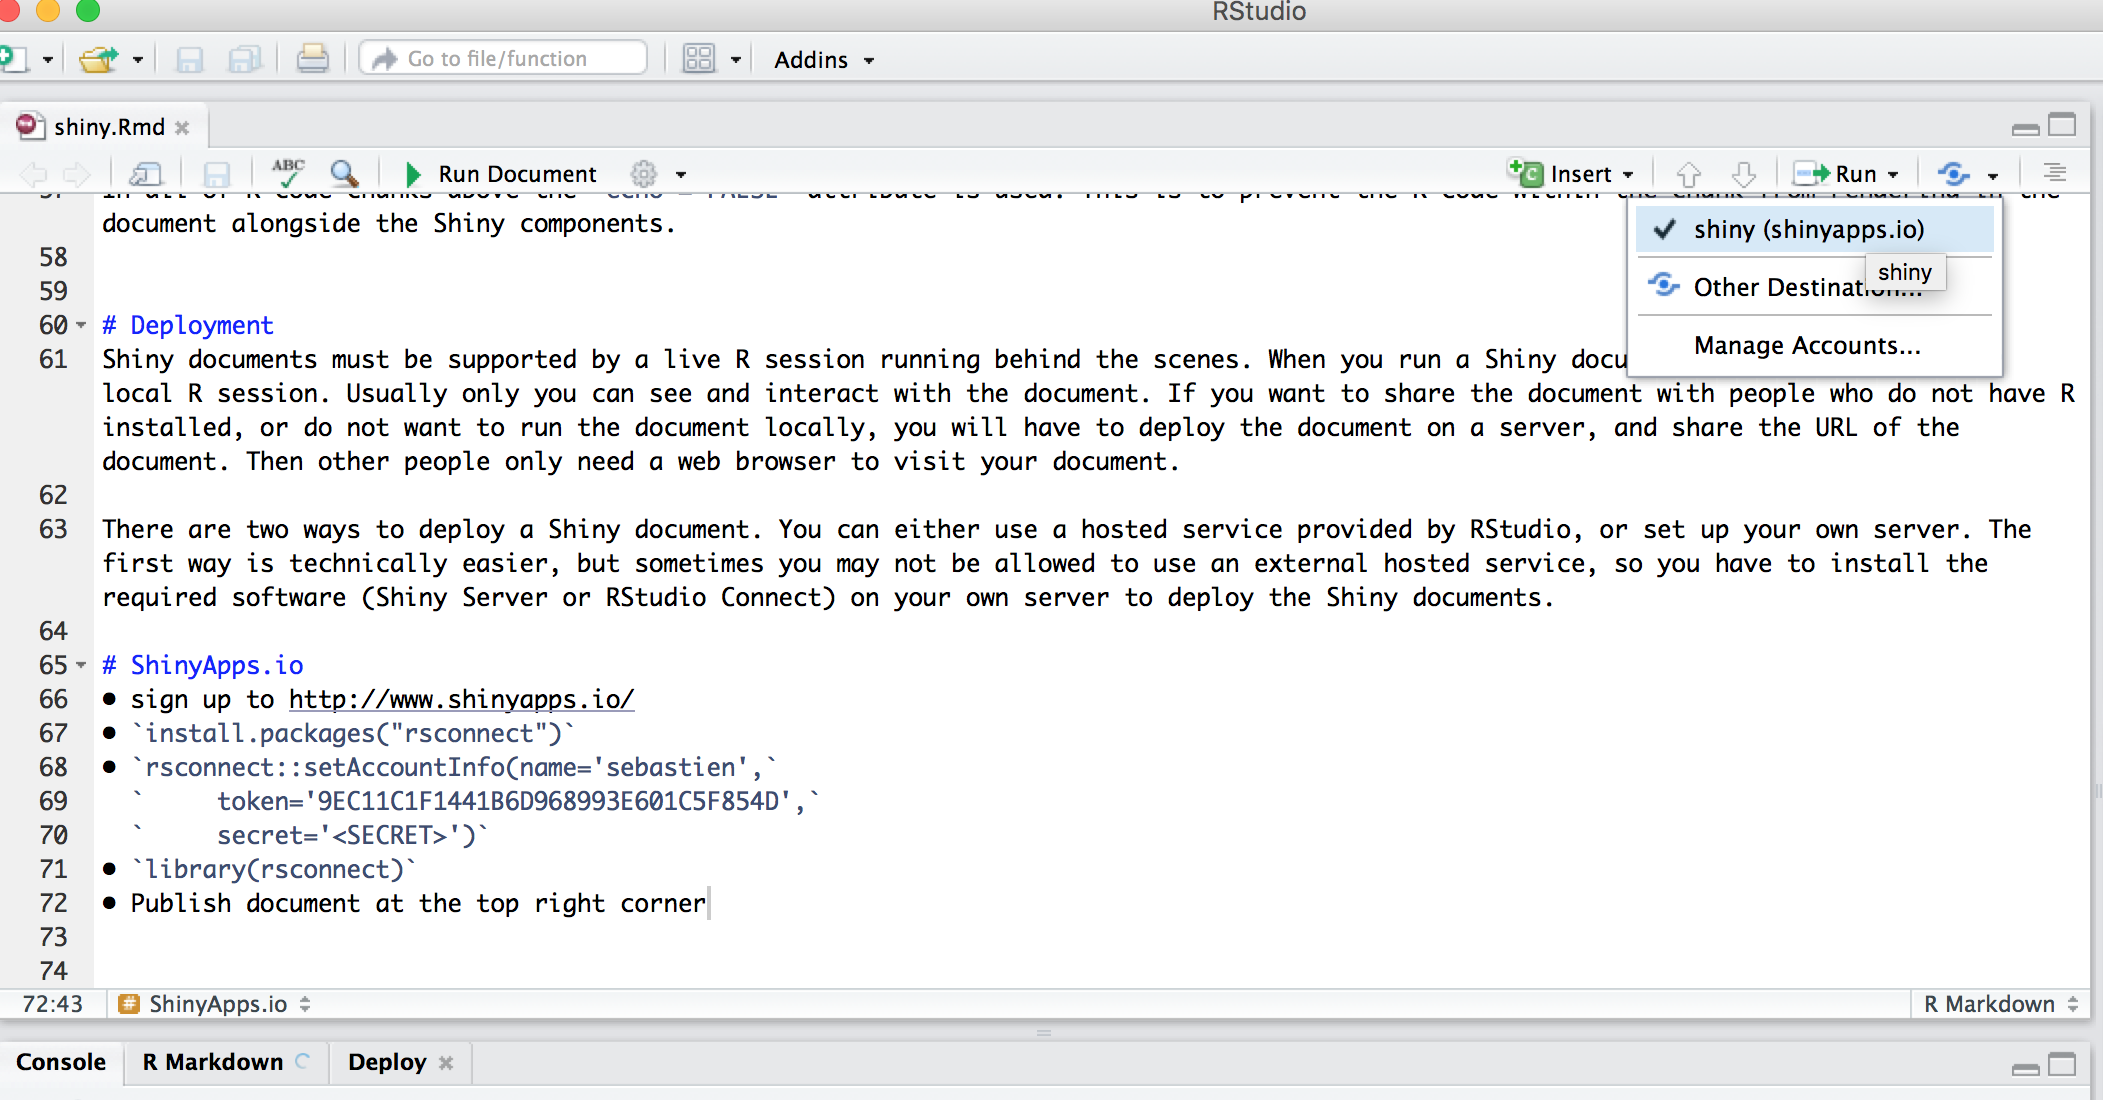 RStudio
Go to file/function
Addins
shiny.Rmd
ABC
Run Document
Insert
Run
document alongside the Shiny components.
shiny (shinyapps.io)
shiny
Other Destination...
Manage Accounts...
58
59
60 # Deployment
61 Shiny documents must be supported by a live R session running behind the scenes. When you run a Shiny
local R session. Usually only you can see and interact with the document. If you want to share the document with people who do not have R
installed, or do not want to run the document locally, you will have to deploy the document on a server, and share the URL of the
document. Then other people only need a web browser to visit your document.
62
63 There are two ways to deploy a Shiny document. You can either use a hosted service provided by RStudio, or set up your own server. The
first way is technically easier, but sometimes you may not be allowed to use an external hosted service, so you have to install the
required software (Shiny Server or RStudio Connect) on your own server to deploy the Shiny documents.
64
65 # ShinyApps.io
66 • sign up to http://www.shinyapps.io/
67 • `install.packages("rsconnect")`
68 • `rsconnect::setAccountInfo(name='sebastien',`
69 ` token='9EC11C1F1441B6D968993E601C5F854D',`
70 ` secret='<SECRET>')`
71 • `library(rsconnect)`
72 • Publish document at the top right corner
73
74
72:43 # ShinyApps.io R Markdown
Console R Markdown Deploy